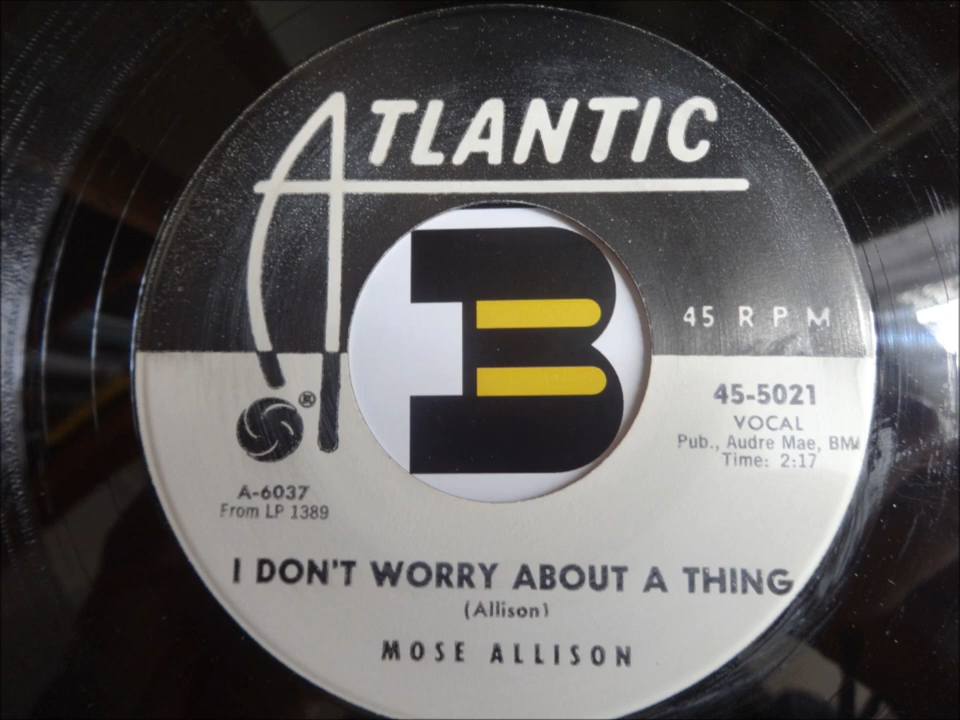 ATLANTIC
B
45 RPM
45-5021
VOCAL
Pub., Audre Mae, BMI
Time: 2:17
®
A-6037
From LP 1389
I DON'T WORRY ABOUT A THING
(Allison)
MOSE ALLISON